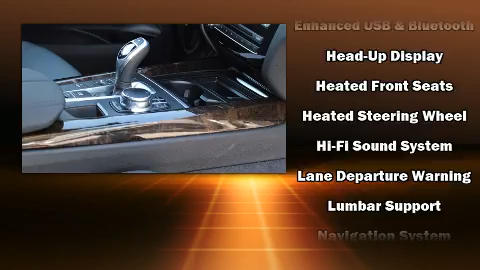 Enhanced USB & Bluetooth
Head-Up Display
Heated Front Seats
Heated Steering Wheel
Hi-Fi Sound System
Lane Departure Warning
Lumbar Support
Navigation System